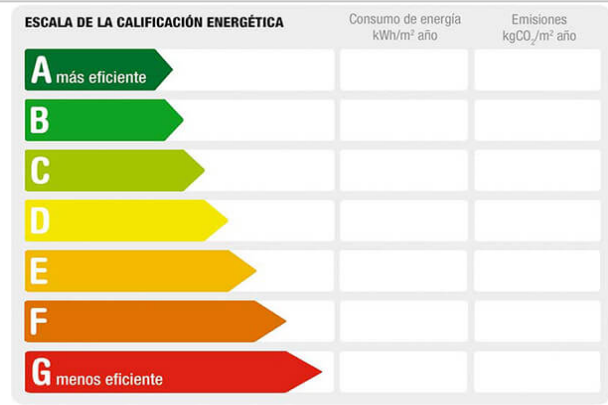 ESCALA DE LA CALIFICACIÓN ENERGÉTICA
Consumo de energía
kWh/m² año
Emisiones
kgCO₂/m² año
A más eficiente
B
C
D
E
F
G menos eficiente